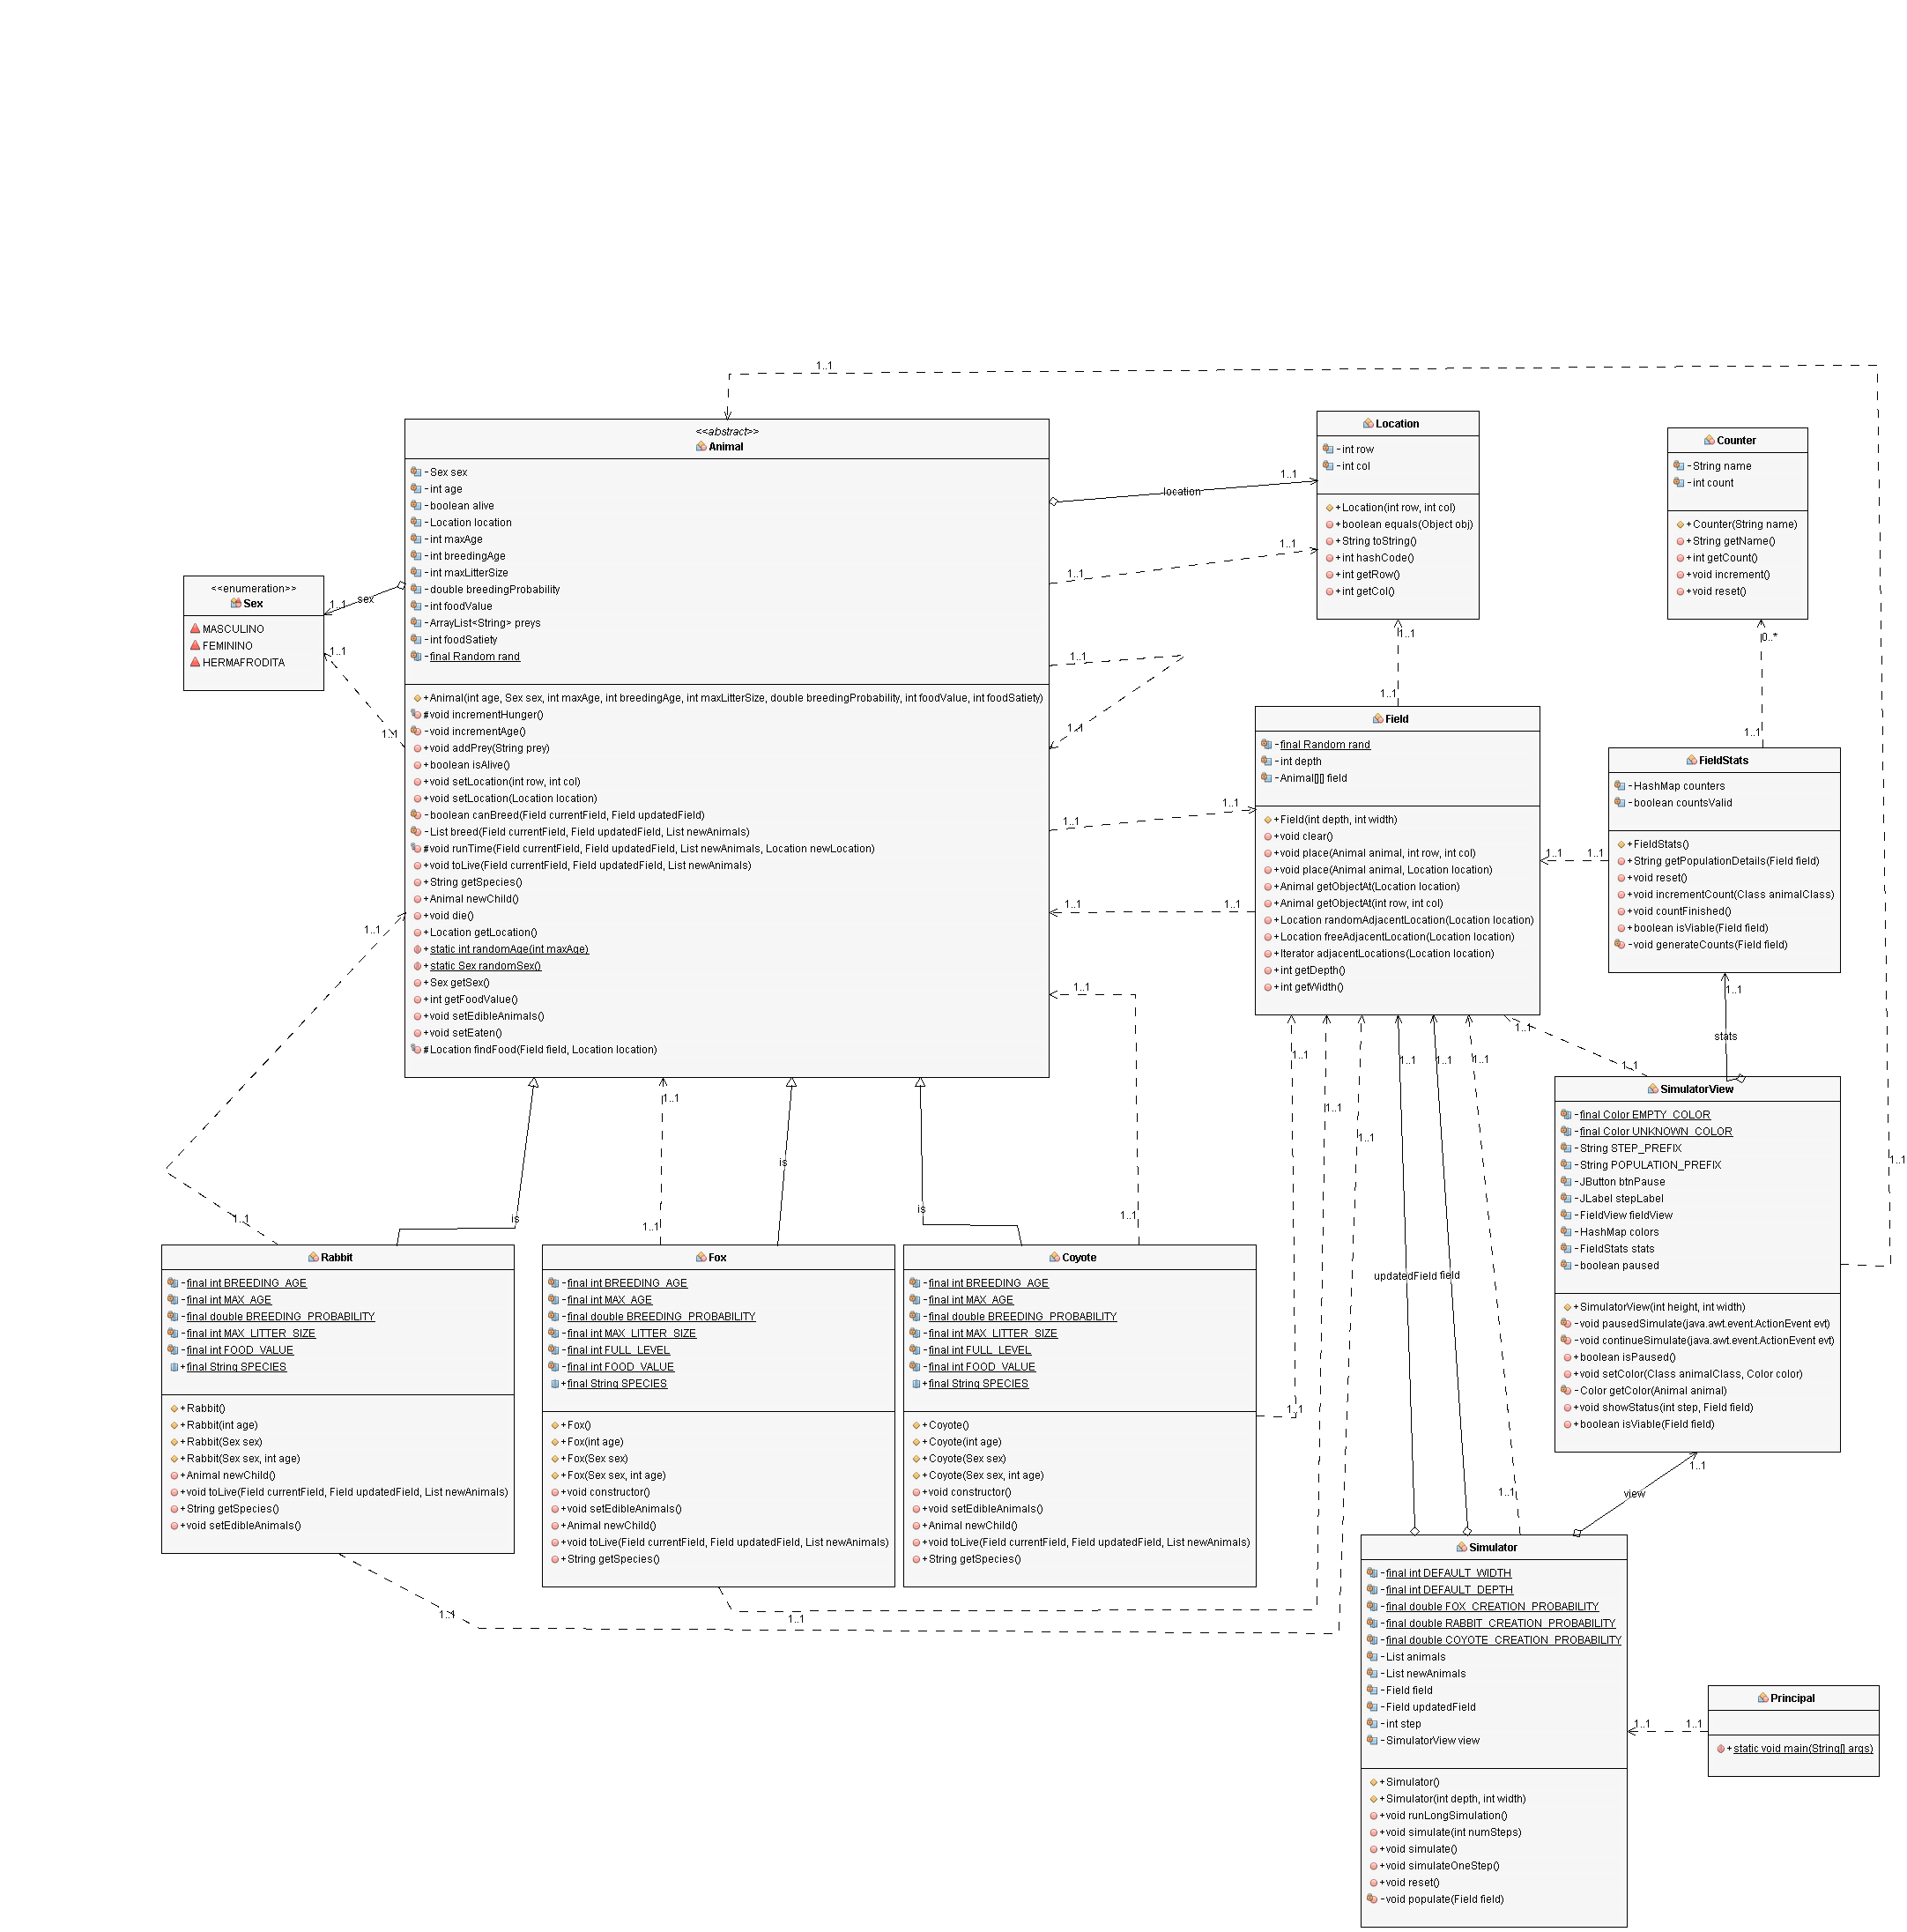 1..1
<<abstract>>
Animal
-Sex sex
-int age
-boolean alive
-Location location
-int maxAge
-int breedingAge
-int maxLitterSize
-double breedingProbability
-int foodValue
-ArrayList<String> preys
-int foodSatiety
-final Random rand
+Animal(int age, Sex sex, int maxAge, int breedingAge, int maxLitterSize, double breedingProbability, int foodValue, int foodSatiety)
#void incrementHunger()
-void incrementAge()
+void addPrey(String prey)
+boolean isAlive()
+void setLocation(int row, int col)
+void setLocation(Location location)
-boolean canBreed(Field currentField, Field updatedField)
-List breed(Field currentField, Field updatedField, List newAnimals)
#void runTime(Field currentField, Field updatedField, List newAnimals, Location newLocation)
+void toLive(Field currentField, Field updatedField, List newAnimals)
+String getSpecies()
+Animal newChild()
+void die()
+Location getLocation()
+static int randomAge(int maxAge)
+static Sex randomSex()
+Sex getSex()
+int getFoodValue()
+void setEdibleAnimals()
+void setEaten()
#Location findFood(Field field, Location location)
<<enumeration>>
Sex
MASCULINO
FEMININO
HERMAFRODITA
1..1
sex
1..1
1..1
1..1
location
1..1
1..1
1..1
1..1
1..1
1..1
1..1
1..1
1..1
1..1
Location
-int row
-int col
+Location(int row, int col)
+boolean equals(Object obj)
+String toString()
+int hashCode()
+int getRow()
+int getCol()
1..1
1..1
Counter
-String name
-int count
+Counter(String name)
+String getName()
+int getCount()
+void increment()
+void reset()
0..*
1..1
Field
-final Random rand
-int depth
-Animal[][] field
+Field(int depth, int width)
+void clear()
+void place(Animal animal, int row, int col)
+void place(Animal animal, Location location)
+Animal getObjectAt(Location location)
+Animal getObjectAt(int row, int col)
+Location randomAdjacentLocation(Location location)
+Location freeAdjacentLocation(Location location)
+Iterator adjacentLocations(Location location)
+int getDepth()
+int getWidth()
1..1
1..1
FieldStats
-HashMap counters
-boolean countsValid
+FieldStats()
+String getPopulationDetails(Field field)
+void reset()
+void incrementCount(Class animalClass)
+void countFinished()
+boolean isViable(Field field)
-void generateCounts(Field field)
1..1
stats
1..1
1..1
1..1
1..1
1..1
1..1
1..1
1..1
1..1
updatedField
field
SimulatorView
-final Color EMPTY_COLOR
-final Color UNKNOWN_COLOR
-String STEP_PREFIX
-String POPULATION_PREFIX
-JButton btnPause
-JLabel stepLabel
-FieldView fieldView
-HashMap colors
-FieldStats stats
-boolean paused
+SimulatorView(int height, int width)
-void pausedSimulate(java.awt.event.ActionEvent evt)
-void continueSimulate(java.awt.event.ActionEvent evt)
+boolean isPaused()
+void setColor(Class animalClass, Color color)
-Color getColor(Animal animal)
+void showStatus(int step, Field field)
+boolean isViable(Field field)
1..1
1..1
view
1..1
1..1
is
1..1
1..1
is
is
1..1
Rabbit
-final int BREEDING_AGE
-final int MAX_AGE
-final double BREEDING_PROBABILITY
-final int MAX_LITTER_SIZE
-final int FOOD_VALUE
+final String SPECIES
+Rabbit()
+Rabbit(int age)
+Rabbit(Sex sex)
+Rabbit(Sex sex, int age)
+Animal newChild()
+void toLive(Field currentField, Field updatedField, List newAnimals)
+String getSpecies()
+void setEdibleAnimals()
1..1
Fox
-final int BREEDING_AGE
-final int MAX_AGE
-final double BREEDING_PROBABILITY
-final int MAX_LITTER_SIZE
-final int FULL_LEVEL
-final int FOOD_VALUE
+final String SPECIES
+Fox()
+Fox(int age)
+Fox(Sex sex)
+Fox(Sex sex, int age)
+void constructor()
+void setEdibleAnimals()
+Animal newChild()
+void toLive(Field currentField, Field updatedField, List newAnimals)
+String getSpecies()
1..1
Coyote
-final int BREEDING_AGE
-final int MAX_AGE
-final double BREEDING_PROBABILITY
-final int MAX_LITTER_SIZE
-final int FULL_LEVEL
-final int FOOD_VALUE
+final String SPECIES
+Coyote()
+Coyote(int age)
+Coyote(Sex sex)
+Coyote(Sex sex, int age)
+void constructor()
+void setEdibleAnimals()
+Animal newChild()
+void toLive(Field currentField, Field updatedField, List newAnimals)
+String getSpecies()
1..1
1..1
Simulator
-final int DEFAULT_WIDTH
-final int DEFAULT_DEPTH
-final double FOX_CREATION_PROBABILITY
-final double RABBIT_CREATION_PROBABILITY
-final double COYOTE_CREATION_PROBABILITY
-List animals
-List newAnimals
-Field field
-Field updatedField
-int step
-SimulatorView view
+Simulator()
+Simulator(int depth, int width)
+void runLongSimulation()
+void simulate(int numSteps)
+void simulate()
+void simulateOneStep()
+void reset()
-void populate(Field field)
1..1
1..1
Principal
+static void main(String[] args)